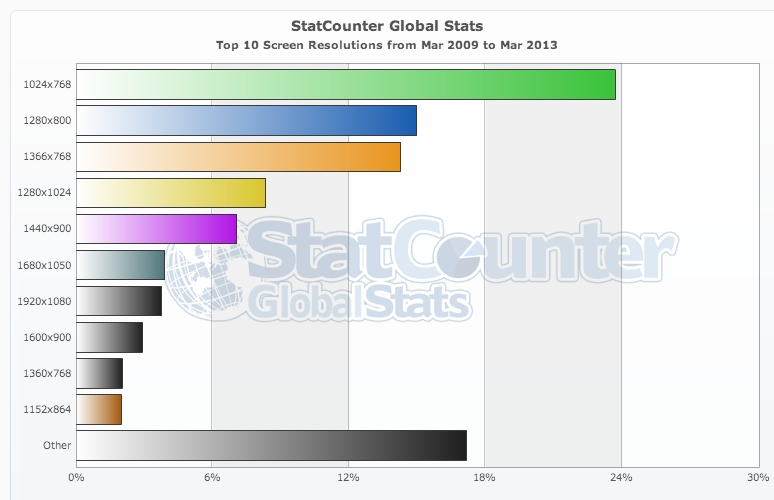 StatCounter Global Stats
Top 10 Screen Resolutions from Mar 2009 to Mar 2013
1024x768
1280x800
1366x768
1280x1024
1440x900
1680x1050
1920x1080
1600x900
1360x768
1152x864
Other
StatCounter
GlobalStats
0% 6% 12% 18% 24% 30%